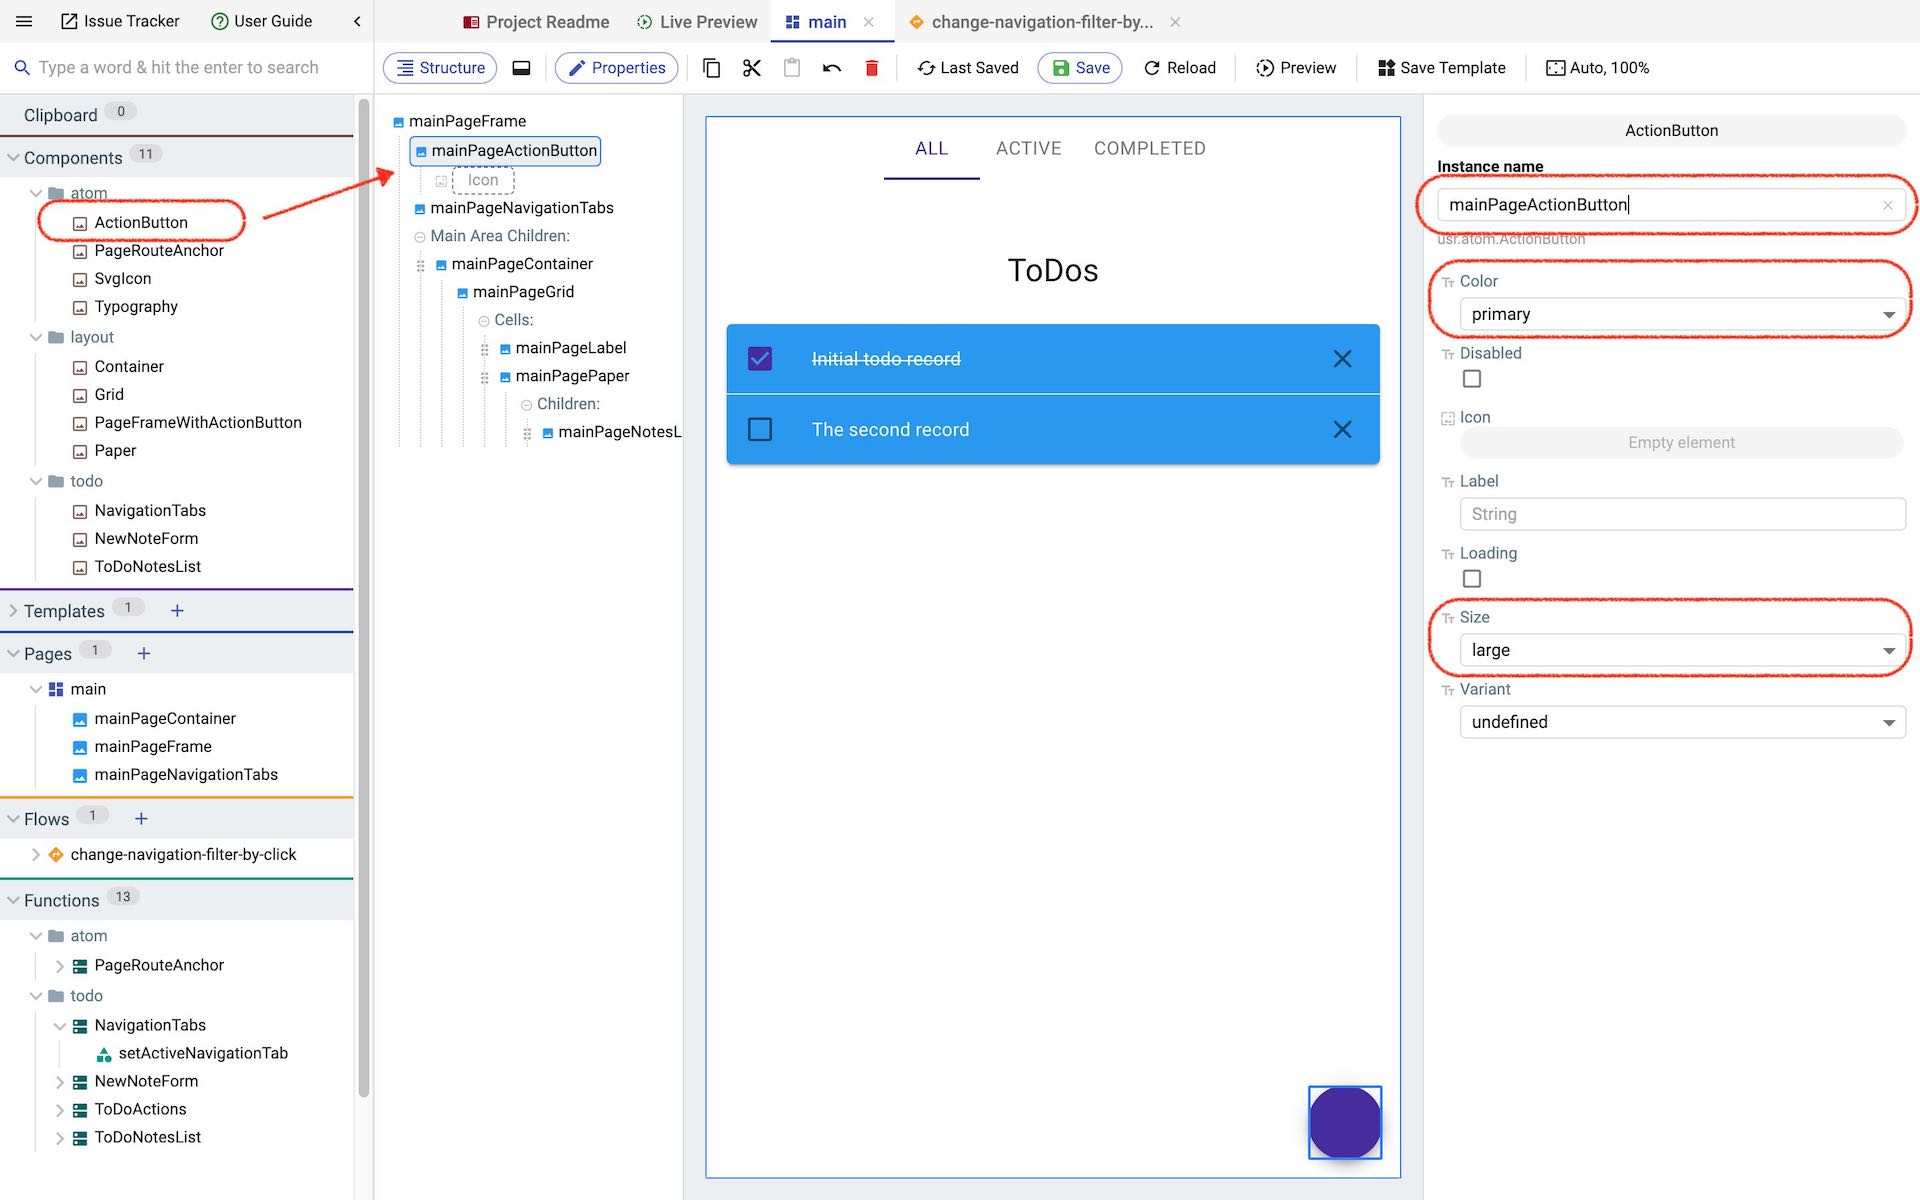 Issue Tracker
User Guide
Project Readme
Live Preview
main
change-navigation-filter-by...
Type a word & hit the enter to search
Structure
Properties
Last Saved
Save
Reload
Preview
Save Template
Auto, 100%
Clipboard 0
Components 11
atom
ActionButton
PageRouteAnchor
SvgIcon
Typography
layout
Container
Grid
PageFrameWithActionButton
Paper
todo
NavigationTabs
NewNoteForm
ToDoNotesList
Templates 1 +
Pages 1 +
main
mainPageContainer
mainPageFrame
mainPageNavigationTabs
Flows 1 +
change-navigation-filter-by-click
Functions 13
atom
PageRouteAnchor
todo
NavigationTabs
setActiveNavigationTab
NewNoteForm
ToDoActions
ToDoNotesList
mainPageFrame
mainPageActionButton
Icon
mainPageNavigationTabs
Main Area Children:
mainPageContainer
mainPageGrid
Cells:
mainPageLabel
mainPagePaper
Children:
mainPageNotesL
ALL
ACTIVE
COMPLETED
ToDos
Initial todo record
The second record
ActionButton
Instance name
mainPageActionButton
usr.atom.ActionButton
Tт Color
primary
Tт Disabled
Icon
Empty element
Tт Label
String
Tт Loading
Tт Size
large
Tт Variant
undefined